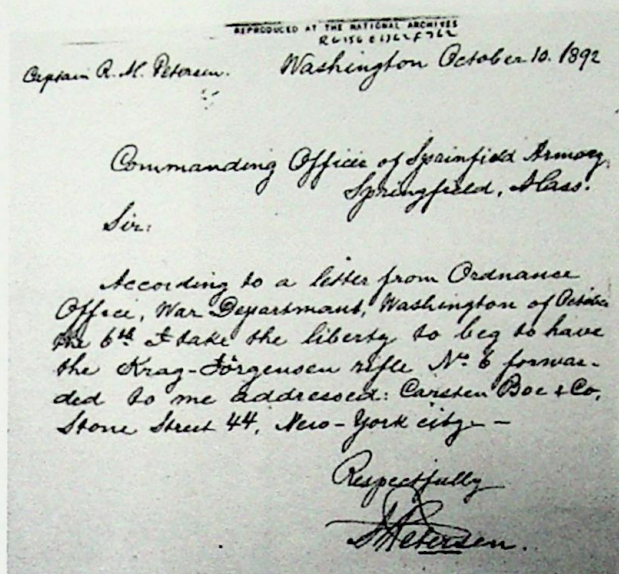 REPRODUCED AT THE NATIONAL ARCHIVES
RG156 E1362F762
Captain R. M. Petersen. Washington October 10. 1892
Commanding Officer of Sprinfield Armory,
Springfield, Mass.
Sir:
According to a letter from Ordnance
Office, War Department, Washington of October
the 6th I take the liberty to beg to have
the Krag-Jörgensen rifle No. 6 forwar-
ded to me addressed: Carsten Boe & Co,
Stone Street 44, New-York city —
Respectfully
Petersen.